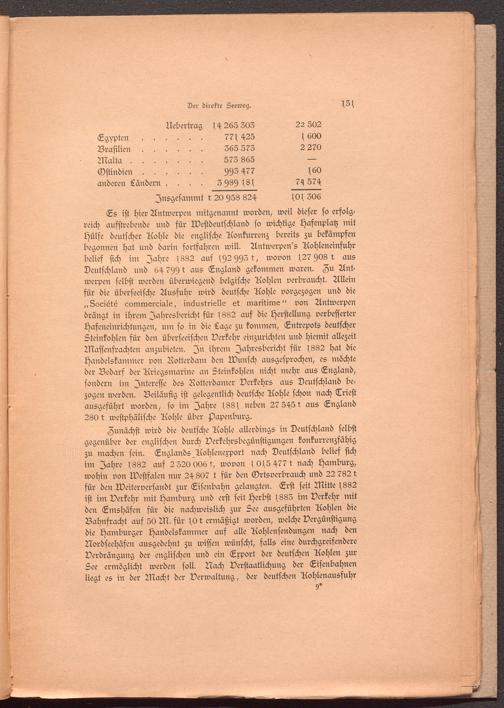 Der direkte Seeweg. 131
Uebertrag 14 265 303 22 502
Egypten . . . . . . 771 425 1 600
Brasilien . . . . . . 365 573 2 270
Malta . . . . . . . 573 865 —
Ostindien . . . . . 993 477 160
anderen Ländern . . . . 3 989 181 74 574
Insgesammt t 20 958 824 101 306
Es ist hier Antwerpen mitgenannt worden, weil dieser so erfolg-
reich aufstrebende und für Westdeutschland so wichtige Hafenplatz mit
Hülfe deutscher Kohle die englische Konkurrenz bereits zu bekämpfen
begonnen hat und darin fortfahren will. Antwerpen's Kohleneinfuhr
belief sich im Jahre 1882 auf 192 993 t, wovon 127 908 t aus
Deutschland und 64 799 t aus England gekommen waren. Zu Ant-
werpen selbst werden überwiegend belgische Kohlen verbraucht. Allein
für die überseeische Ausfuhr wird deutsche Kohle vorgezogen und die
„Société commerciale, industrielle et maritime" von Antwerpen
drängt in ihrem Jahresbericht für 1882 auf die Herstellung verbesserter
Hafeneinrichtungen, um so in die Lage zu kommen, Entrepots deutscher
Steinkohlen für den überseeischen Verkehr einzurichten und hiemit allezeit
Massenfrachten anzubieten. In ihrem Jahresbericht für 1882 hat die
Handelskammer von Rotterdam den Wunsch ausgesprochen, es möchte
der Bedarf der Kriegsmarine an Steinkohlen nicht mehr aus England,
sondern im Interesse des Rotterdamer Verkehrs aus Deutschland be-
zogen werden. Beiläufig ist gelegentlich deutsche Kohle schon nach Triest
ausgeführt worden, so im Jahre 1881 neben 27 545 t aus England
280 t westphälische Kohle über Papenburg.
Zunächst wird die deutsche Kohle allerdings in Deutschland selbst
gegenüber der englischen durch Verkehrsbegünstigungen konkurrenzfähig
zu machen sein. Englands Kohlenexport nach Deutschland belief sich
im Jahre 1882 auf 2 320 006 t, wovon 1 015 477 t nach Hamburg,
wohin von Westfalen nur 24 807 t für den Ortsverbrauch und 22 782 t
für den Weiterversandt zur Eisenbahn gelangten. Erst seit Mitte 1882
ist im Verkehr mit Hamburg und erst seit Herbst 1883 im Verkehr mit
den Emshäfen für die nachweislich zur See ausgeführten Kohlen die
Bahnfracht auf 50 M. für 10 t ermäßigt worden, welche Vergünstigung
die Hamburger Handelskammer auf alle Kohlensendungen nach den
Nordseehäfen ausgedehnt zu wissen wünscht, falls eine durchgreifendere
Verdrängung der englischen und ein Export der deutschen Kohlen zur
See ermöglicht werden soll. Nach Verstaatlichung der Eisenbahnen
liegt es in der Macht der Verwaltung, der deutschen Kohlenausfuhr
9*